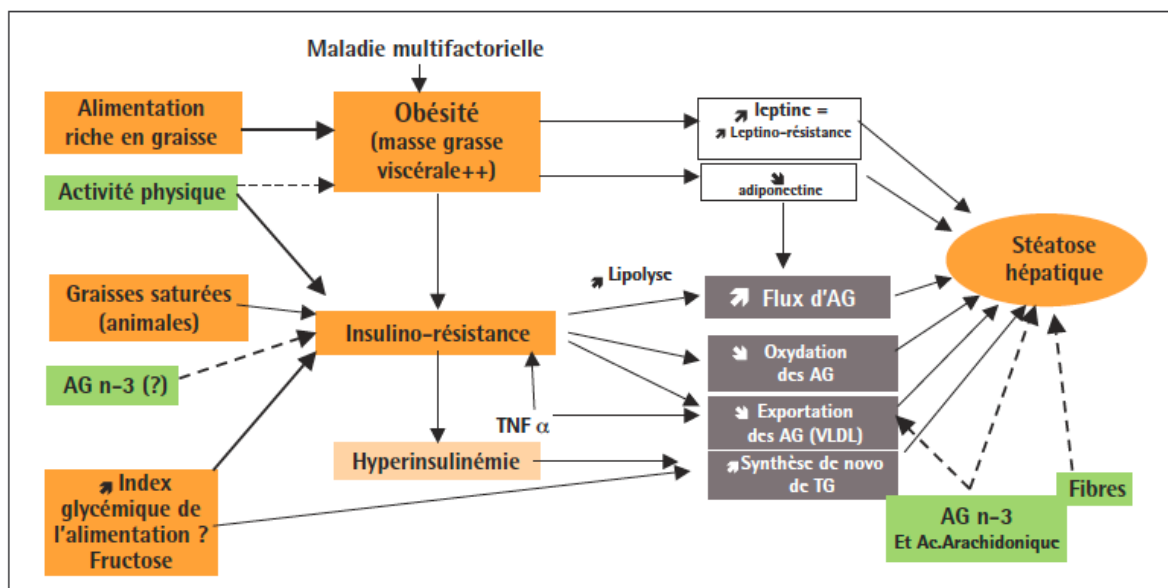 Maladie multifactorielle
Alimentation
riche en graisse
Obésité
(masse grasse
viscérale++)
↗ leptine =
↗ Leptino-résistance
Activité physique
↘
adiponectine
Stéatose
hépatique
Graisses saturées
(animales)
↗ Lipolyse
↗ Flux d'AG
Insulino-résistance
↘ Oxydation
des AG
AG n-3 (?)
TNF α
↘ Exportation
des AG (VLDL)
Hyperinsulinémie
↗ Synthèse de novo
de TG
↗ Index
glycémique de
l'alimentation ?
Fructose
AG n-3
Et Ac.Arachidonique
Fibres